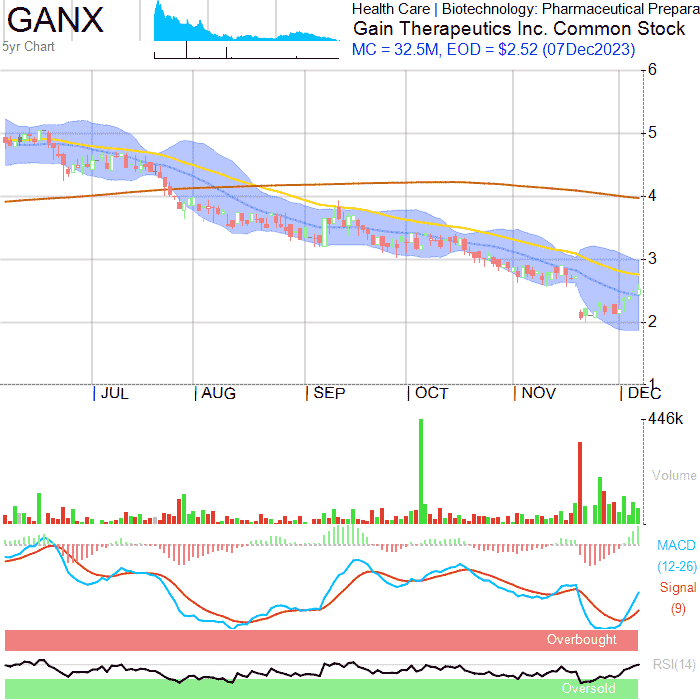 GANX
5yr Chart
Health Care | Biotechnology: Pharmaceutical Prepara
Gain Therapeutics Inc. Common Stock
MC = 32.5M, EOD = $2.52 (07Dec2023)
6
5
4
3
2
1
JUL AUG SEP OCT NOV DEC
446k
Volume
MACD
(12-26)
Signal
(9)
Overbought
RSI(14)
Oversold